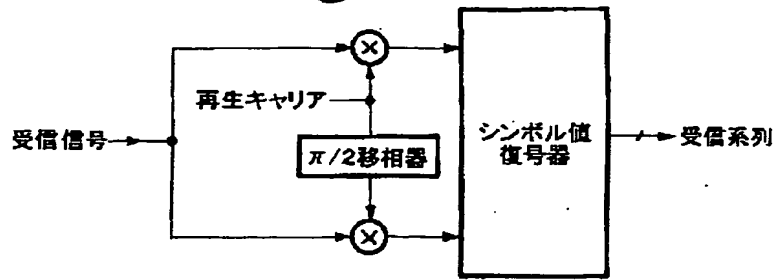 再生キャリア
受信信号
π/2移相器
シンボル値
復号器
受信系列